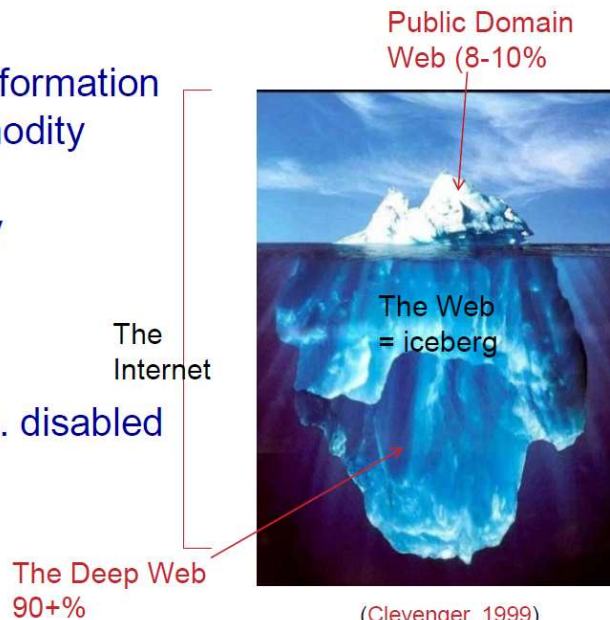 Public Domain
Web (8-10%
formation
odity
The Web
= iceberg
The
Internet
. disabled
The Deep Web
90+%
(Clevenger, 1999)